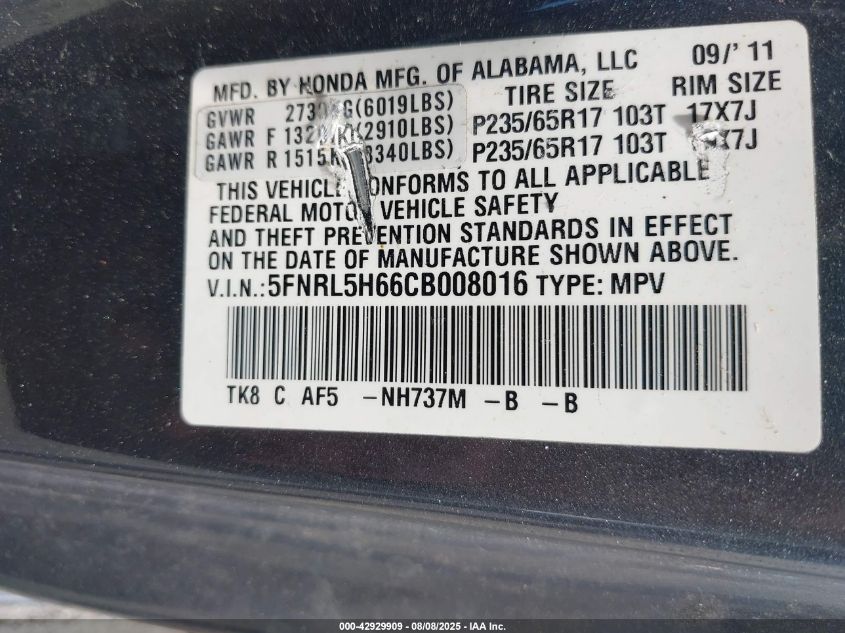 MFD. BY HONDA MFG. OF ALABAMA, LLC 09/' 11
TIRE SIZE RIM SIZE
GVWR (6019LBS)
GAWR F (2910LBS) P235/65R17 103T 17X7J
GAWR R P235/65R17 103T
THIS VEHICLE CONFORMS TO ALL APPLICABLE
FEDERAL MOTOR VEHICLE SAFETY
AND THEFT PREVENTION STANDARDS IN EFFECT
ON THE DATE OF MANUFACTURE SHOWN ABOVE.
V.I.N.: 5FNRL5H66CB008016 TYPE: MPV
TK8 C AF5 -NH737M -B -B
000-42929909 - 08/08/2025 - IAA Inc.